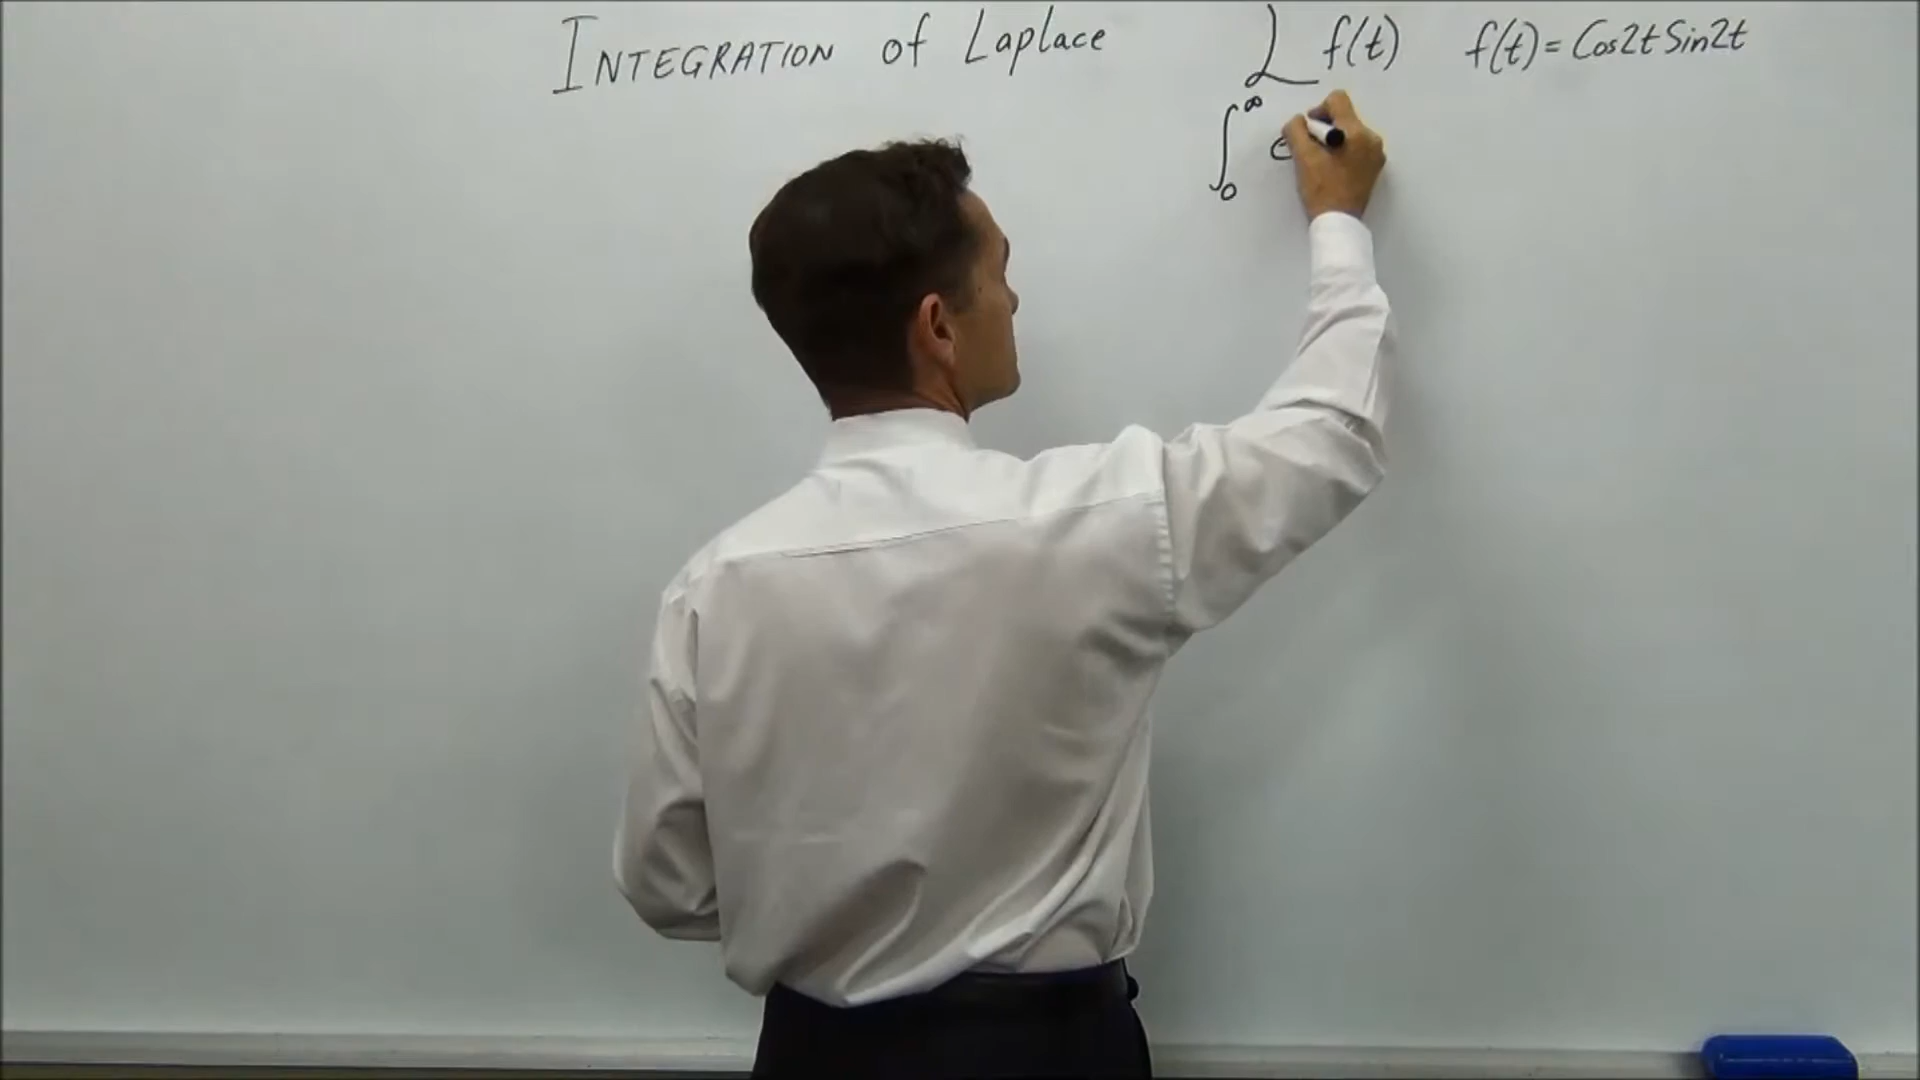 INTEGRATION of Laplace ℒ f(t) f(t) = Cos2t Sin2t
∫₀^∞ e